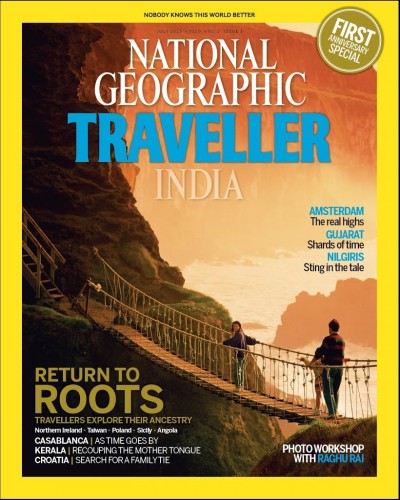 NOBODY KNOWS THIS WORLD BETTER
FIRST
ANNIVERSARY
SPECIAL
NATIONAL
GEOGRAPHIC
TRAVELLER
INDIA
AMSTERDAM
The real highs
GUJARAT
Shards of time
NILGIRIS
Sting in the tale
RETURN TO
ROOTS
TRAVELLERS EXPLORE THEIR ANCESTRY
Northern Ireland · Taiwan · Poland · Sicily · Angola
CASABLANCA | AS TIME GOES BY
KERALA | RECOUPING THE MOTHER TONGUE
CROATIA | SEARCH FOR A FAMILY TIE
PHOTO WORKSHOP
WITH RAGHU RAI